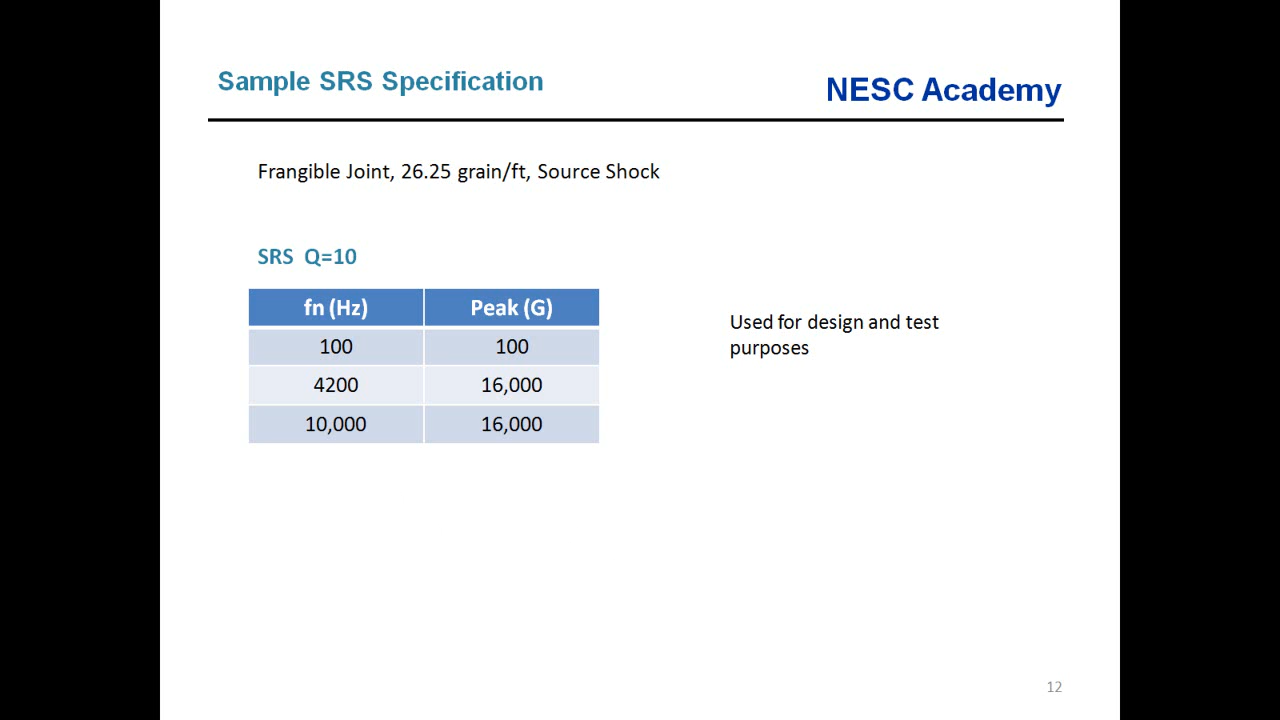 Sample SRS Specification
NESC Academy
Frangible Joint, 26.25 grain/ft, Source Shock
SRS Q=10
fn (Hz) Peak (G)
100 100
4200 16,000
10,000 16,000
Used for design and test
purposes
12